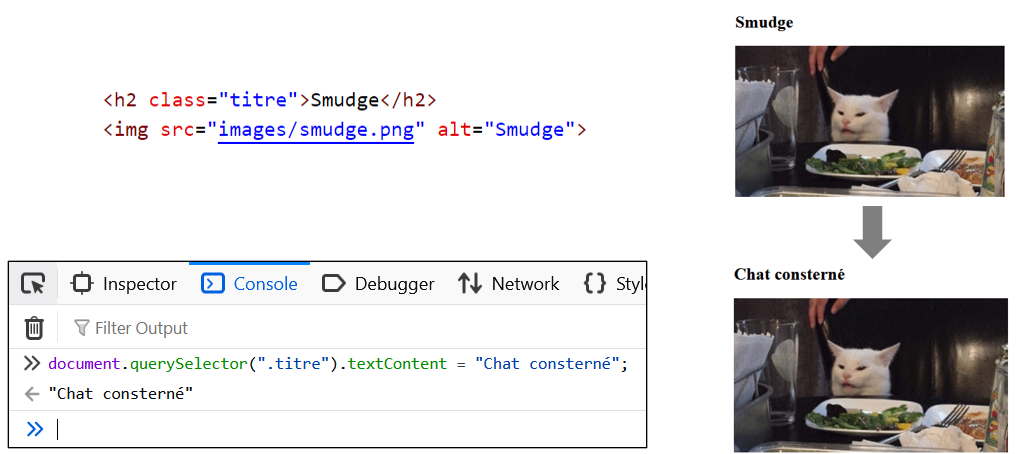 Smudge
<h2 class="titre">Smudge</h2>
<img src="images/smudge.png" alt="Smudge">
Chat consterné
Inspector Console Debugger Network {} Style
Filter Output
>> document.querySelector(".titre").textContent = "Chat consterné";
← "Chat consterné"
>>